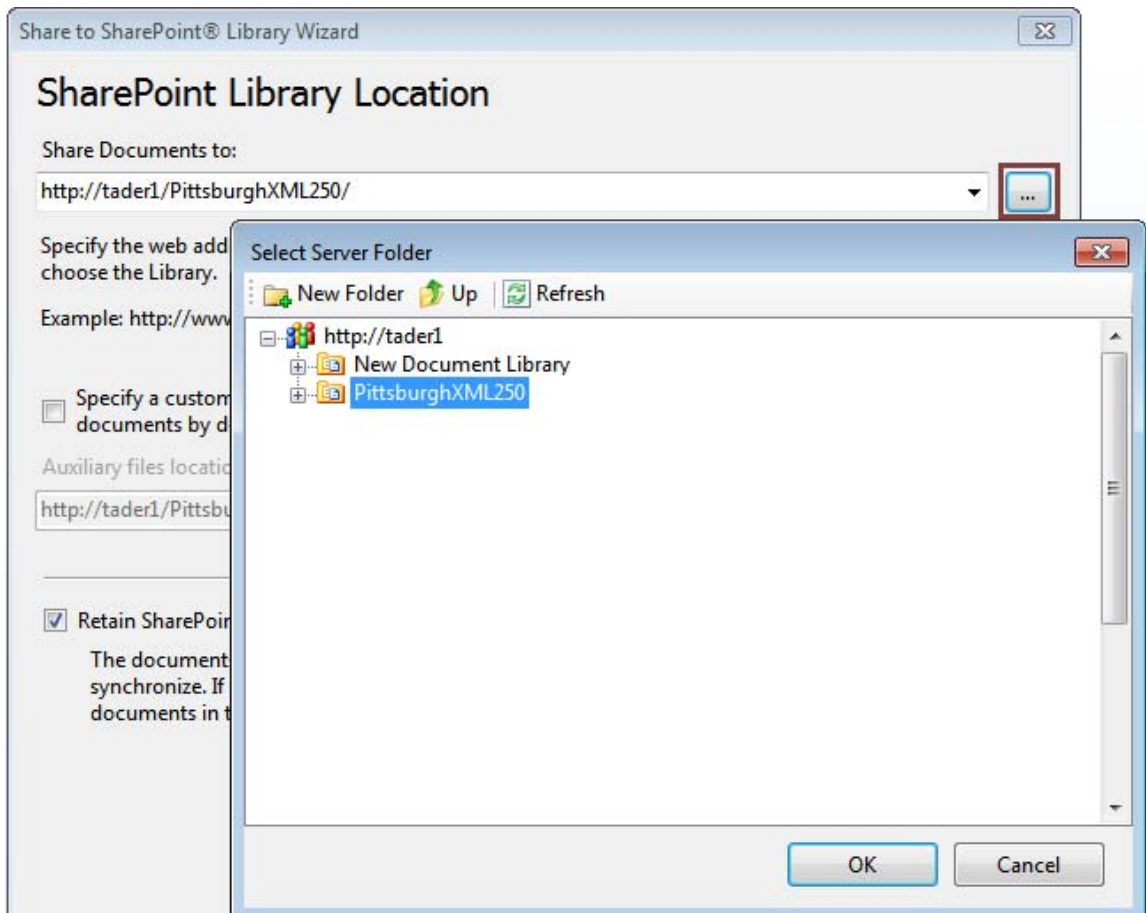 Share to SharePoint® Library Wizard
SharePoint Library Location
Share Documents to:
http://tader1/PittsburghXML250/
...
Specify the web add
choose the Library.
Example: http://www
Specify a custom
documents by d
Auxiliary files locatio
http://tader1/Pittsbu
Retain SharePoin
The document
synchronize. If
documents in t
Select Server Folder
New Folder Up Refresh
http://tader1
New Document Library
PittsburghXML250
OK Cancel